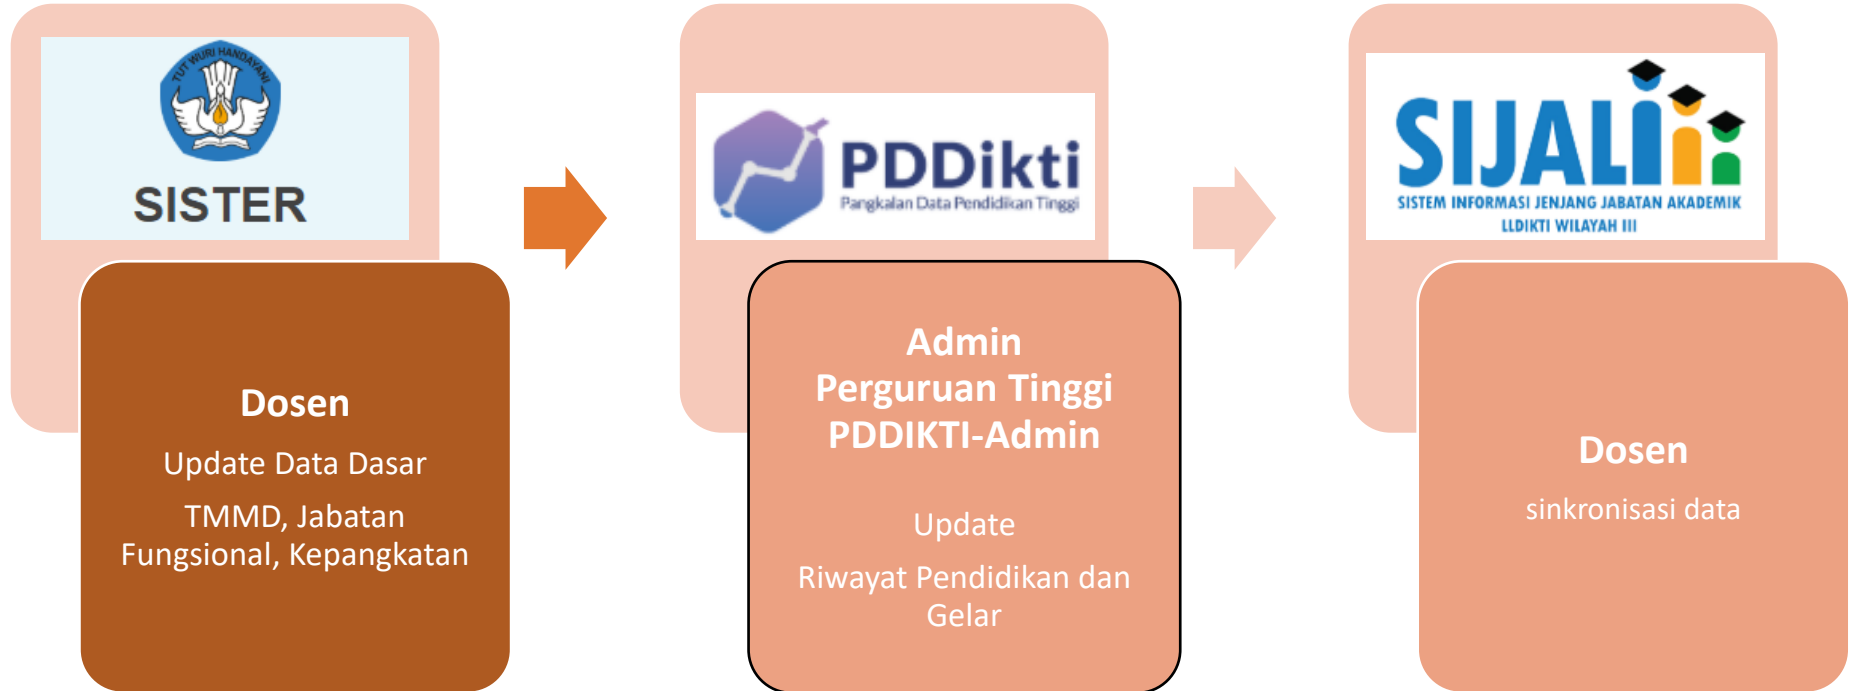 TUT WURI HANDAYANI
SISTER
Dosen
Update Data Dasar
TMMD, Jabatan
Fungsional, Kepangkatan
PDDikti
Pangkalan Data Pendidikan Tinggi
Admin
Perguruan Tinggi
PDDIKTI-Admin
Update
Riwayat Pendidikan dan
Gelar
SIJALi
SISTEM INFORMASI JENJANG JABATAN AKADEMIK
LLDIKTI WILAYAH III
Dosen
sinkronisasi data